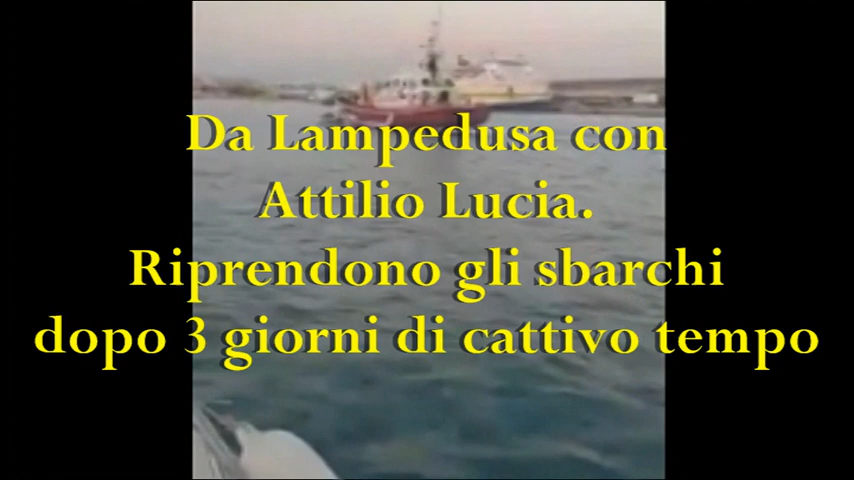 Da Lampedusa con
Attilio Lucia.
Riprendono gli sbarchi
dopo 3 giorni di cattivo tempo